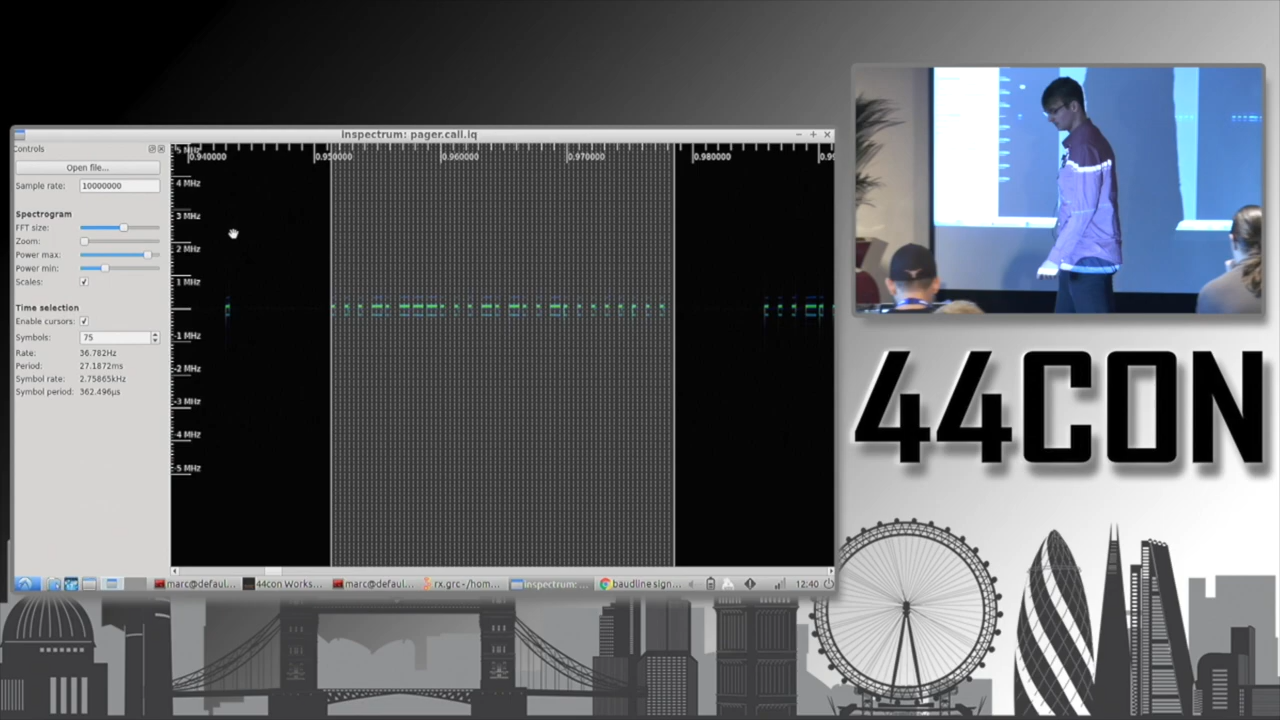 inspectrum: pager.call.iq
Controls
Open file...
Sample rate: 10000000
Spectrogram
FFT size:
Zoom:
Power max:
Power min:
Scales:
Time selection
Enable cursors:
Symbols: 75
Rate: 36.782Hz
Period: 27.1872ms
Symbol rate: 2.75865kHz
Symbol period: 362.496µs
0.940000 0.950000 0.960000 0.970000 0.980000 0.99
5 MHz
4 MHz
3 MHz
2 MHz
1 MHz
-1 MHz
-2 MHz
-3 MHz
-4 MHz
-5 MHz
marc@defaul... 44con Works... marc@defaul... rx.grc - /hom... inspectrum: ... baudline sign... 12:40
44CON